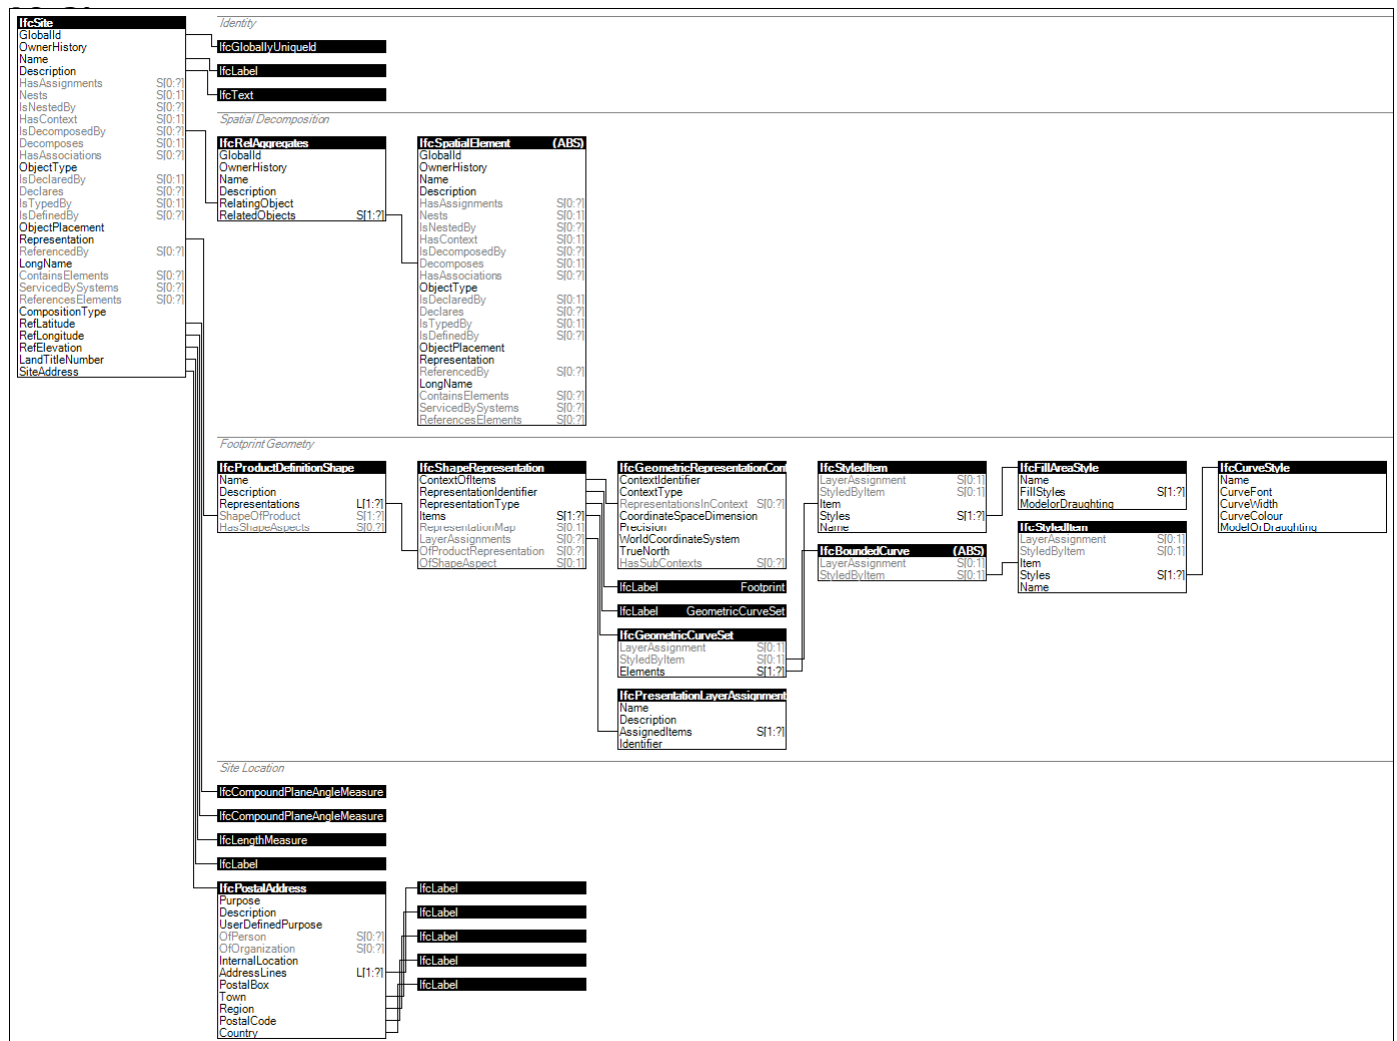 IfcSite
GlobalId
OwnerHistory
Name
Description
HasAssignments S[0:?]
Nests S[0:1]
IsNestedBy S[0:?]
HasContext S[0:1]
IsDecomposedBy S[0:?]
Decomposes S[0:1]
HasAssociations S[0:?]
ObjectType
IsDeclaredBy S[0:1]
Declares S[0:?]
IsTypedBy S[0:1]
IsDefinedBy S[0:?]
ObjectPlacement
Representation
ReferencedBy S[0:?]
LongName
ContainsElements S[0:?]
ServicedBySystems S[0:?]
ReferencesElements S[0:?]
CompositionType
RefLatitude
RefLongitude
RefElevation
LandTitleNumber
SiteAddress
Identity
IfcGloballyUniqueId
IfcLabel
IfcText
Spatial Decomposition
IfcRelAggregates
GlobalId
OwnerHistory
Name
Description
RelatingObject
RelatedObjects S[1:?]
IfcSpatialElement (ABS)
GlobalId
OwnerHistory
Name
Description
HasAssignments S[0:?]
Nests S[0:1]
IsNestedBy S[0:?]
HasContext S[0:1]
IsDecomposedBy S[0:?]
Decomposes S[0:1]
HasAssociations S[0:?]
ObjectType
IsDeclaredBy S[0:1]
Declares S[0:?]
IsTypedBy S[0:1]
IsDefinedBy S[0:?]
ObjectPlacement
Representation
ReferencedBy S[0:?]
LongName
ContainsElements S[0:?]
ServicedBySystems S[0:?]
ReferencesElements S[0:?]
Footprint Geometry
IfcProductDefinitionShape
Name
Description
Representations L[1:?]
ShapeOfProduct S[1:?]
HasShapeAspects S[0:?]
IfcShapeRepresentation
ContextOfItems
RepresentationIdentifier
RepresentationType
Items S[1:?]
RepresentationMap S[0:1]
LayerAssignments S[0:?]
OfProductRepresentation S[0:?]
OfShapeAspect S[0:1]
IfcGeometricRepresentationCon
ContextIdentifier
ContextType
RepresentationsInContext S[0:?]
CoordinateSpaceDimension
Precision
WorldCoordinateSystem
TrueNorth
HasSubContexts S[0:?]
IfcLabel Footprint
IfcLabel GeometricCurveSet
IfcGeometricCurveSet
LayerAssignment S[0:1]
StyledByItem S[0:1]
Elements S[1:?]
IfcPresentationLayerAssignment
Name
Description
AssignedItems S[1:?]
Identifier
IfcStyledItem
LayerAssignment S[0:1]
StyledByItem S[0:1]
Item
Styles S[1:?]
Name
IfcBoundedCurve (ABS)
LayerAssignment S[0:1]
StyledByItem S[0:1]
IfcFillAreaStyle
Name
FillStyles S[1:?]
ModelorDraughting
IfcStyledItem
LayerAssignment S[0:1]
StyledByItem S[0:1]
Item
Styles S[1:?]
Name
IfcCurveStyle
Name
CurveFont
CurveWidth
CurveColour
ModelOrDraughting
Site Location
IfcCompoundPlaneAngleMeasure
IfcCompoundPlaneAngleMeasure
IfcLengthMeasure
IfcLabel
IfcPostalAddress
Purpose
Description
UserDefinedPurpose
OfPerson S[0:?]
OfOrganization S[0:?]
InternalLocation
AddressLines L[1:?]
PostalBox
Town
Region
PostalCode
Country
IfcLabel
IfcLabel
IfcLabel
IfcLabel
IfcLabel